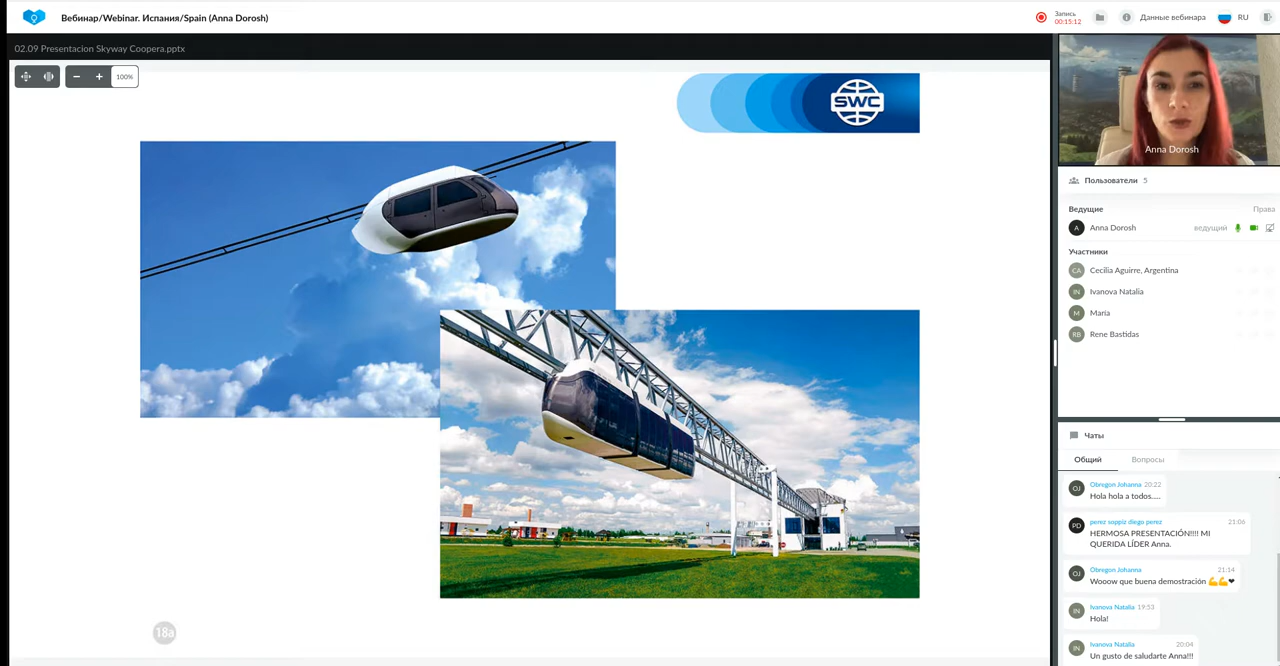 Вебинар/Webinar. Испания/Spain (Anna Dorosh)
Запись
00:15:12
Данные вебинара
RU
02.09 Presentacion Skyway Coopera.pptx
100%
SWC
18a
Anna Dorosh
Пользователи 5
Ведущие
Права
A
Anna Dorosh
ведущий
Участники
CA
Cecilia Aguirre, Argentina
IN
Ivanova Natalia
M
María
RB
Rene Bastidas
Чаты
Общий
Вопросы
OJ
Obregon Johanna 20:22
Hola hola a todos.....
PD
perez soppiz diego perez 21:06
HERMOSA PRESENTACIÓN!!!! MI
QUERIDA LÍDER Anna.
OJ
Obregon Johanna 21:14
Wooow que buena demostración 💪💪❤
IN
Ivanova Natalia 19:53
Hola!
IN
Ivanova Natalia 20:04
Un gusto de saludarte Anna!!!